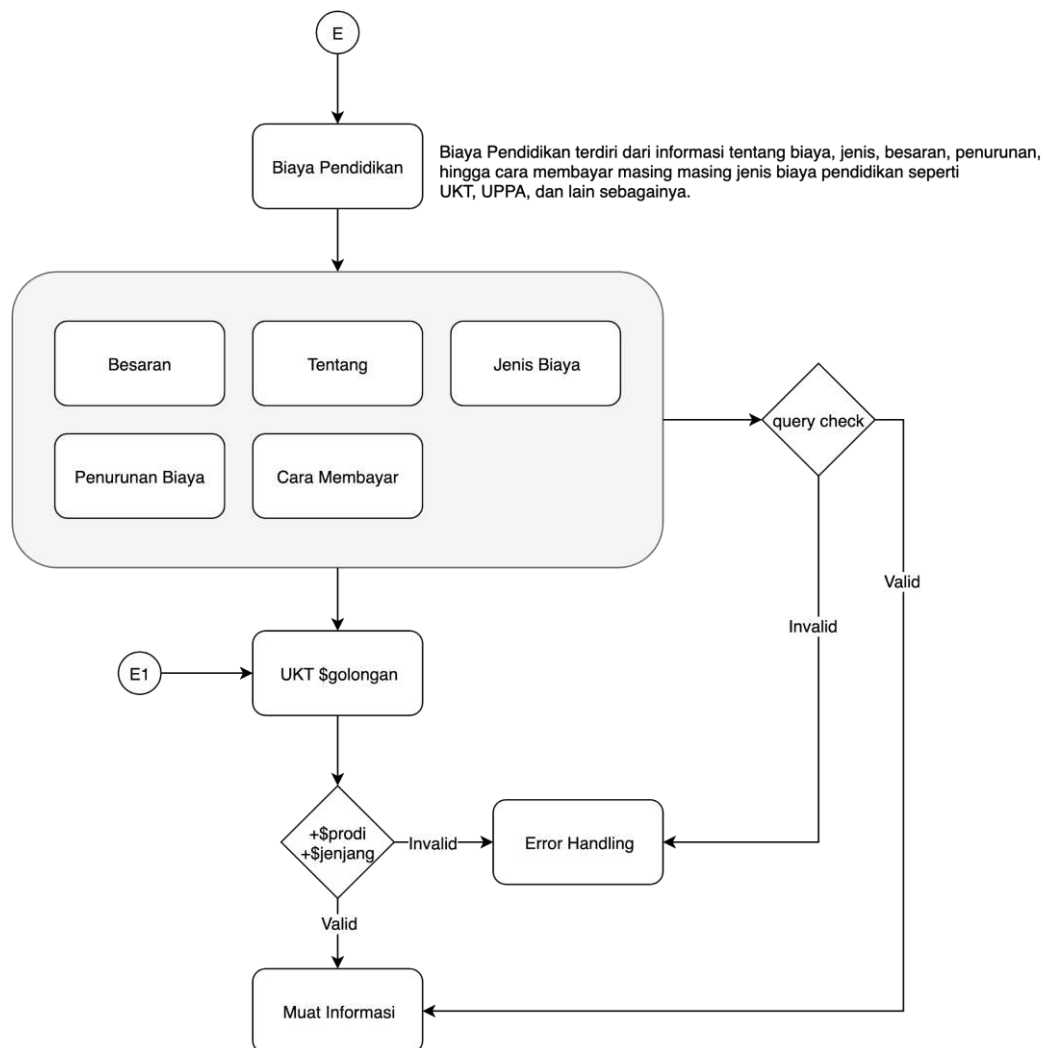 E
Biaya Pendidikan
Biaya Pendidikan terdiri dari informasi tentang biaya, jenis, besaran, penurunan,
hingga cara membayar masing masing jenis biaya pendidikan seperti
UKT, UPPA, dan lain sebagainya.
Besaran
Tentang
Jenis Biaya
Penurunan Biaya
Cara Membayar
query check
Valid
Invalid
E1
UKT $golongan
+$prodi
+$jenjang
Invalid
Error Handling
Valid
Muat Informasi